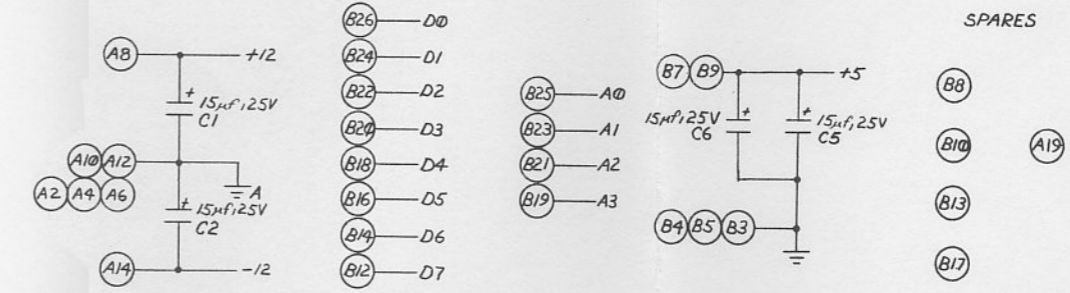 A8 +12
+ 15µf,25V
C1
A10 A12
A2 A4 A6
A
+ 15µf,25V
C2
A14 -12
B26 DØ
B24 D1
B22 D2
B2Ø D3
B18 D4
B16 D5
B14 D6
B12 D7
B25 AØ
B23 A1
B21 A2
B19 A3
B7 B9 +5
15µf,25V +
C6
+ 15µf,25V
C5
B4 B5 B3
SPARES
B8
B1Ø A19
B13
B17